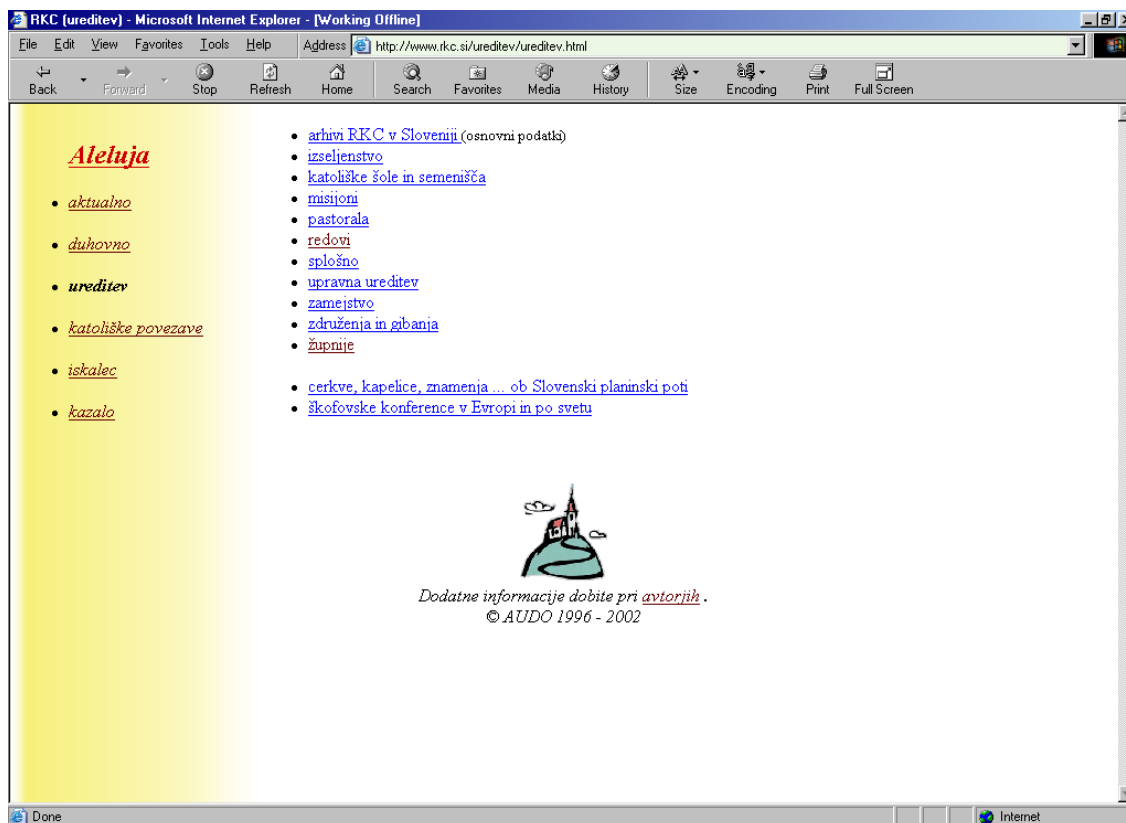 RKC (ureditev) - Microsoft Internet Explorer - [Working Offline]
File Edit View Favorites Tools Help Address http://www.rkc.si/ureditev/ureditev.html
Back Forward Stop Refresh Home Search Favorites Media History Size Encoding Print Full Screen
Aleluja
aktualno
duhovno
ureditev
katoliške povezave
iskalec
kazalo
arhivi RKC v Sloveniji (osnovni podatki)
izseljenstvo
katoliške šole in semenišča
misijoni
pastorala
redovi
splošno
upravna ureditev
zamejstvo
združenja in gibanja
župnije
cerkve, kapelice, znamenja ... ob Slovenski planinski poti
škofovske konference v Evropi in po svetu
Dodatne informacije dobite pri avtorjih .
© AUDO 1996 - 2002
Done Internet